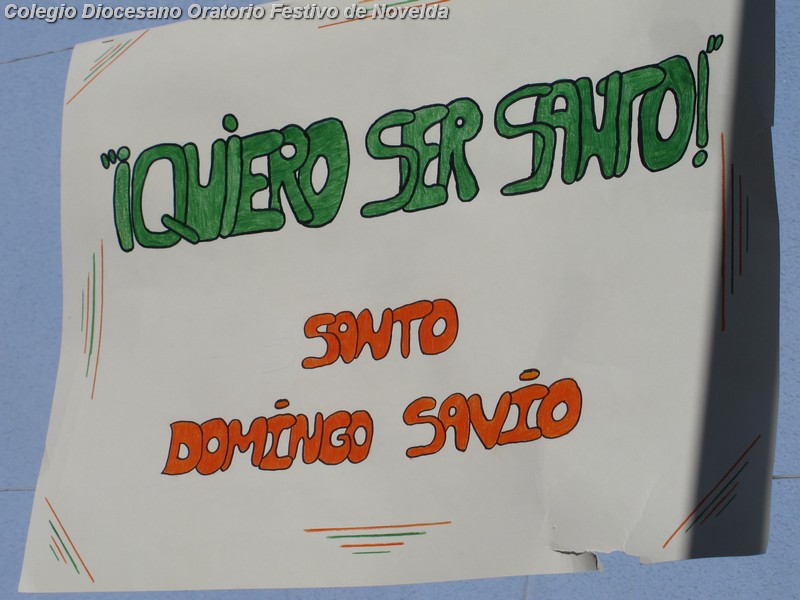 Colegio Diocesano Oratorio Festivo de Novelda
"¡QUIERO SER SANTO!"
SANTO
DOMINGO SAVIO